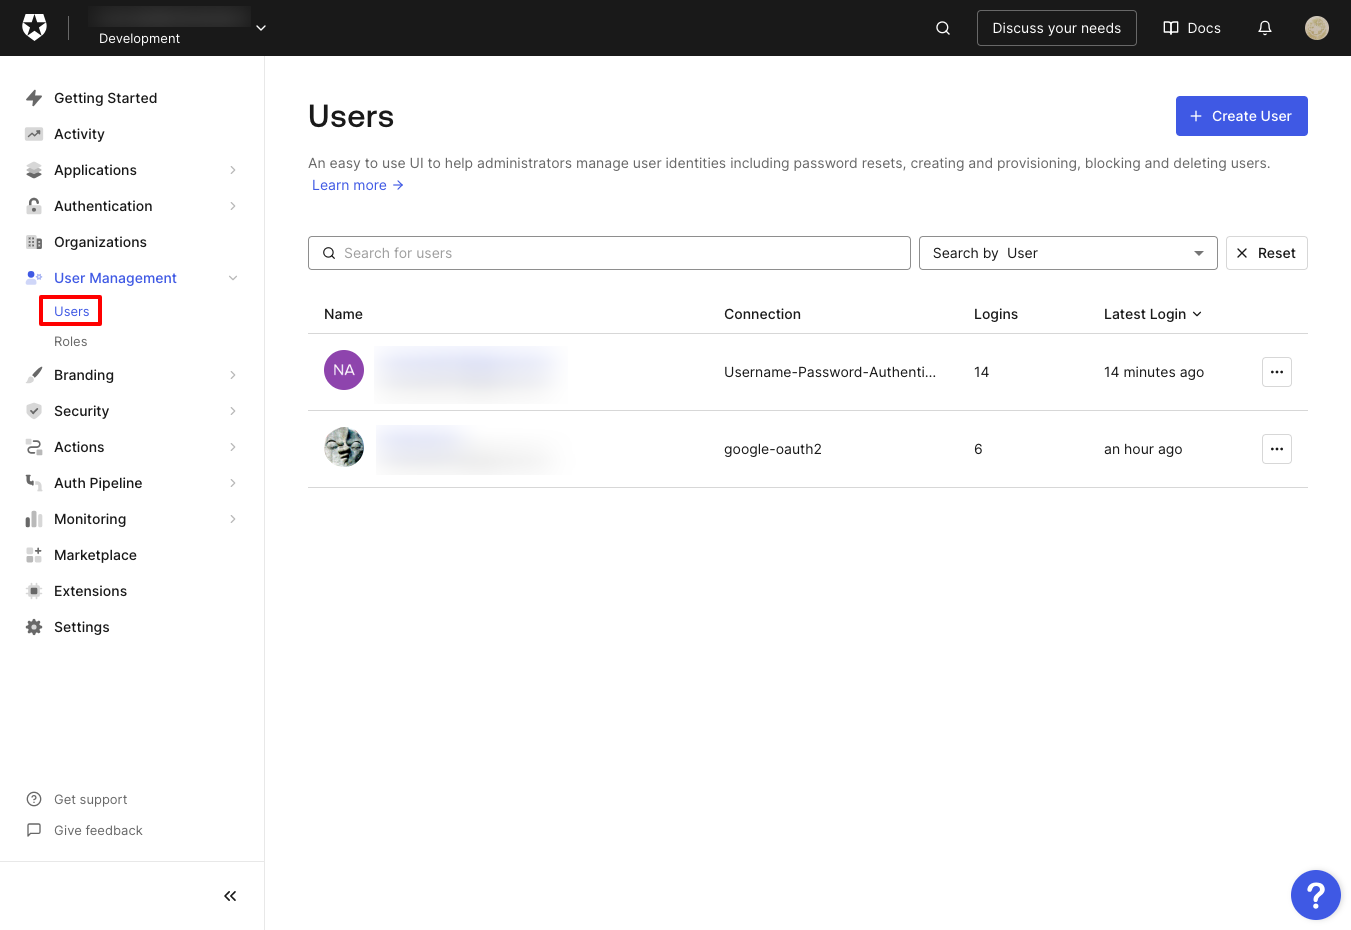 Development
Discuss your needs
Docs
Getting Started
Activity
Applications
Authentication
Organizations
User Management
Users
Roles
Branding
Security
Actions
Auth Pipeline
Monitoring
Marketplace
Extensions
Settings
Get support
Give feedback
Users
+ Create User
An easy to use UI to help administrators manage user identities including password resets, creating and provisioning, blocking and deleting users.
Learn more →
Search for users
Search by User
Reset
Name Connection Logins Latest Login
NA Username-Password-Authenti... 14 14 minutes ago
google-oauth2 6 an hour ago
?